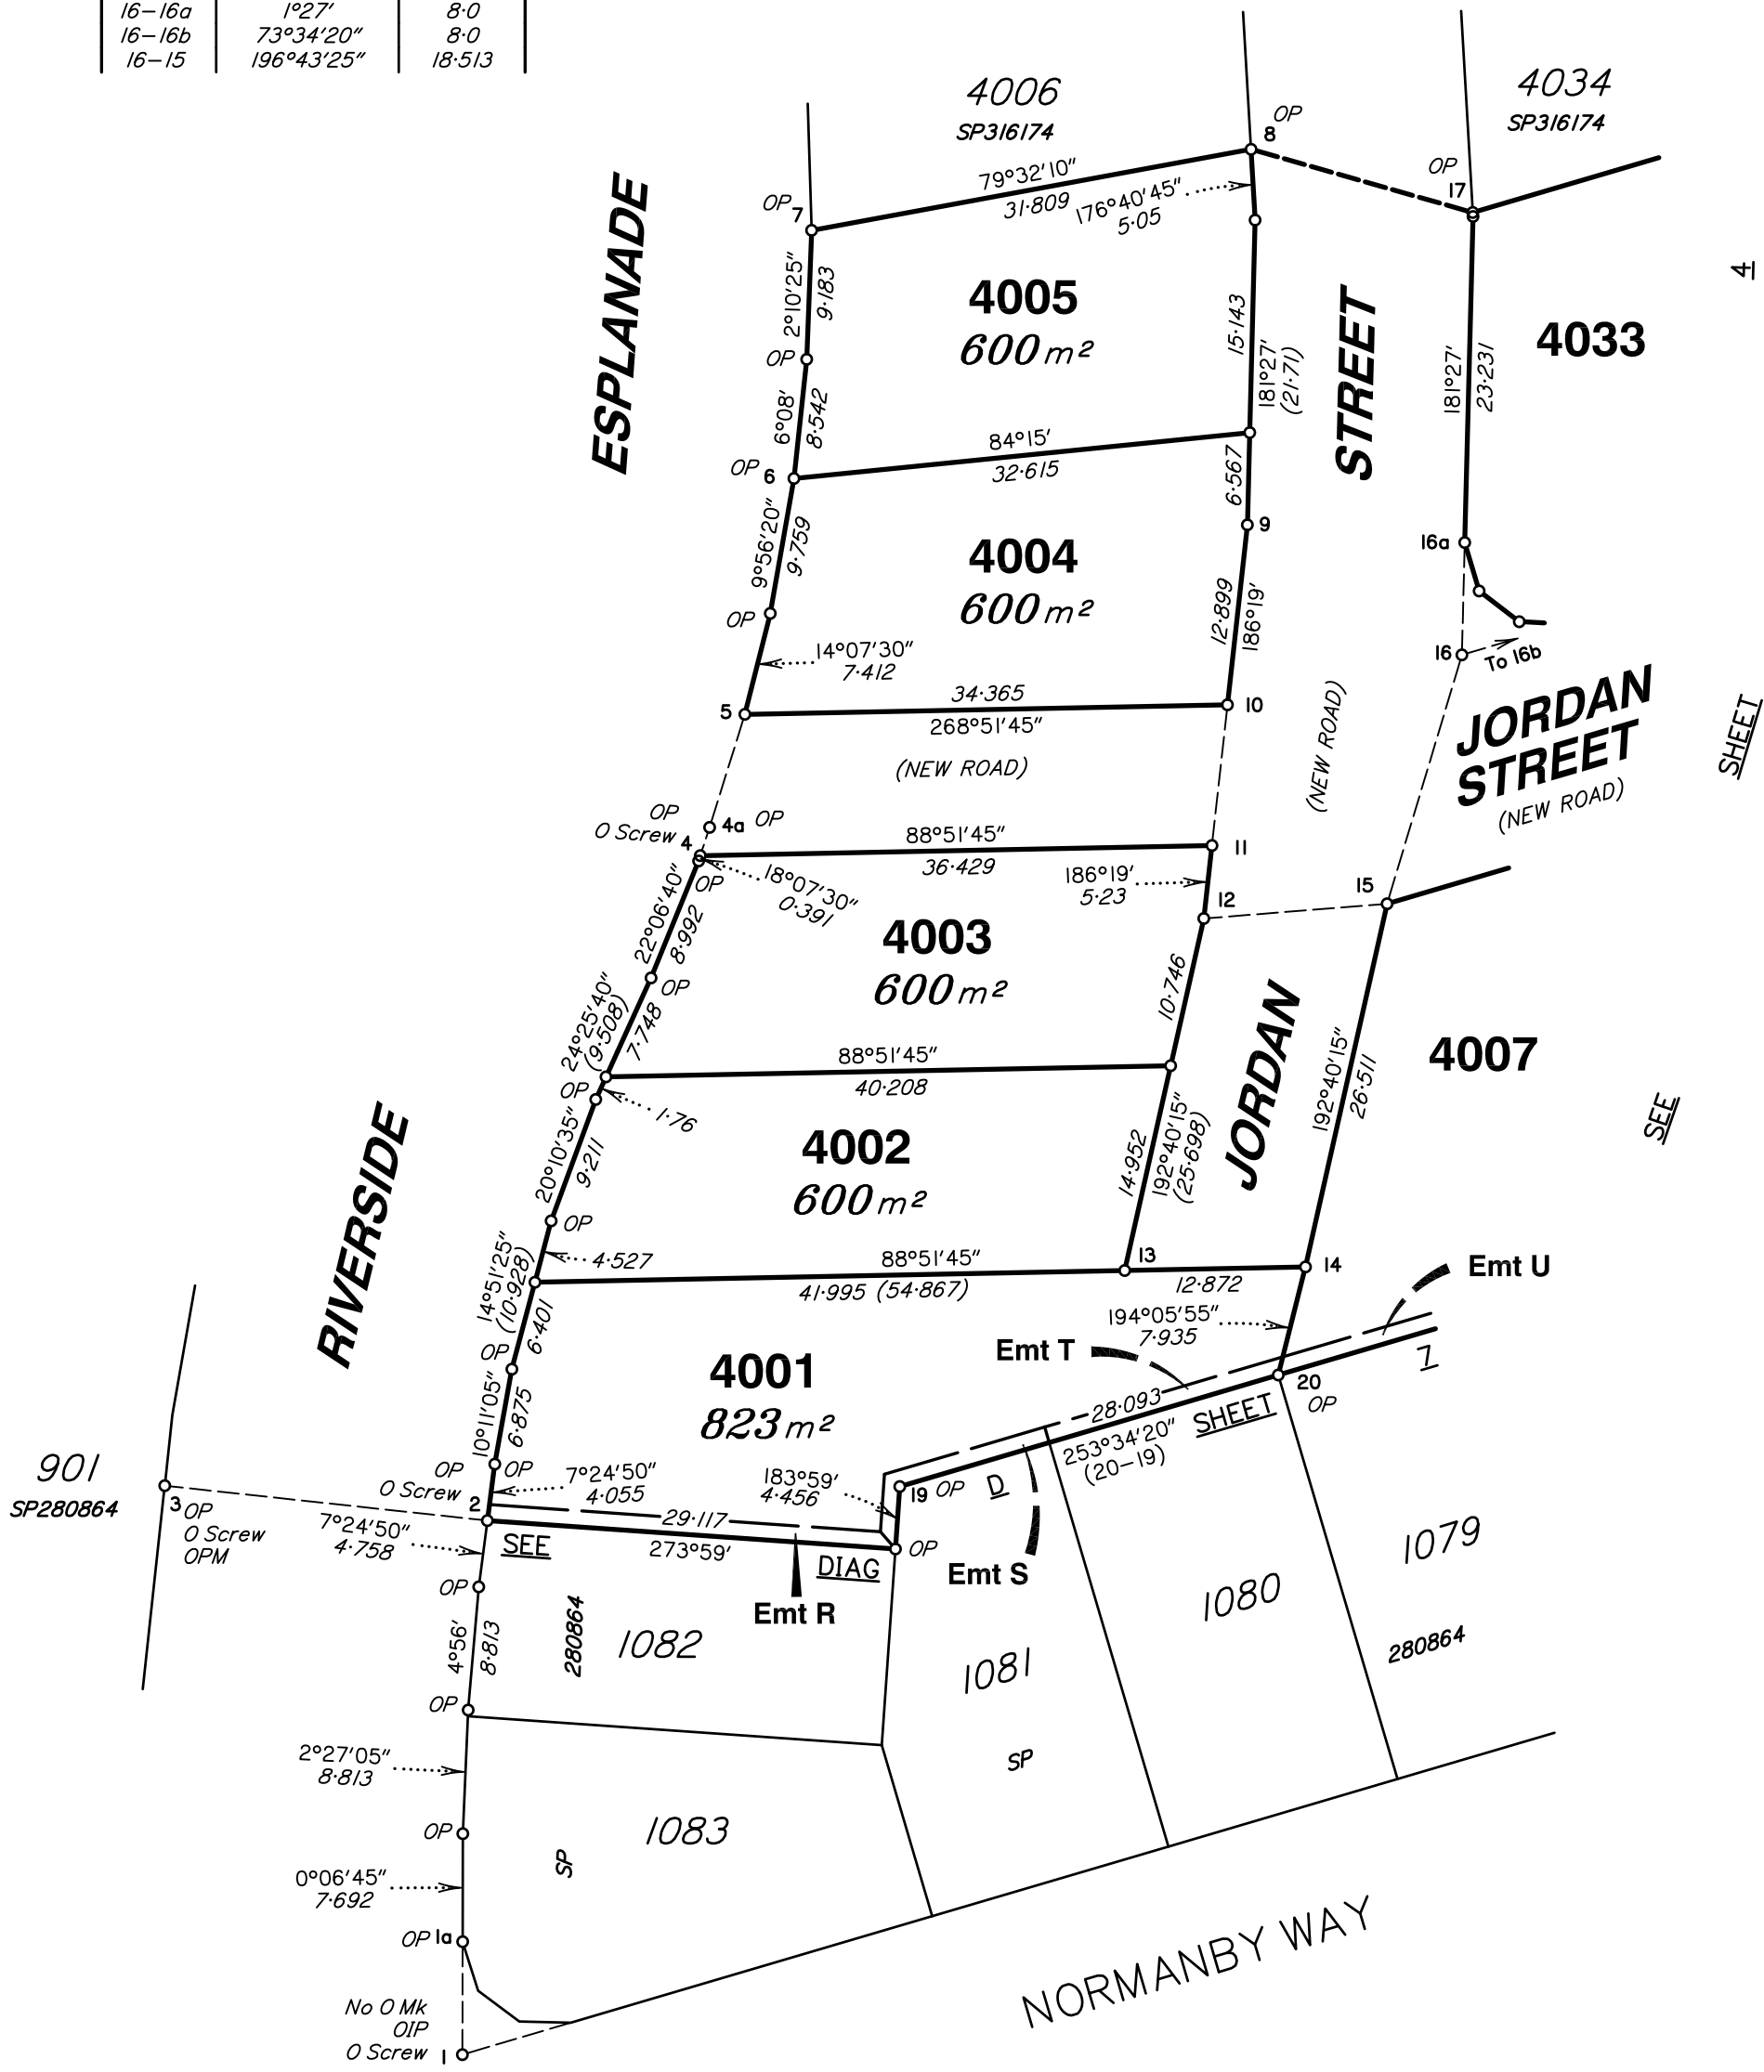 16–16a 1°27′ 8·0
16–16b 73°34′20″ 8·0
16–15 196°43′25″ 18·513
4006
SP316174
4034
SP316174
OP
8
OP
17
79°32′10″
31·809
176°40′45″
5·05
OP
7
ESPLANADE
2°10′25″
9·183
4005
600 m²
15·143
181°27′
(21·71)
STREET
181°27′
23·231
4033
4
OP
6°08′
8·542
84°15′
32·615
OP 6
6·567
9
9°56′20″
9·759
4004
600 m²
12·899
186°19′
16a
OP
14°07′30″
7·412
16
To 16b
34·365
268°51′45″
5
10
(NEW ROAD)
(NEW ROAD)
JORDAN
STREET
(NEW ROAD)
SHEET
OP
O Screw
4
4a OP
88°51′45″
36·429
11
OP
18°07′30″
0·391
186°19′
5·23
12
15
22°06′40″
8·992
4003
600 m²
10·746
OP
24°25′40″
(9·508)
7·748
JORDAN
192°40′15″
26·511
4007
88°51′45″
40·208
OP
1·76
SEE
20°10′35″
9·211
4002
600 m²
14·952
192°40′15″
(25·698)
RIVERSIDE
OP
4·527
14°51′25″
(10·928)
6·401
88°51′45″
41·995 (54·867)
13
12·872
14
Emt U
194°05′55″
7·935
OP
Emt T
4001
823 m²
10°11′05″
6·875
28·093
253°34′20″
(20–19)
SHEET
7
20
OP
901
SP280864
OP
O Screw
2
OP
7°24′50″
4·055
183°59′
4·456
19 OP
D
3 OP
O Screw
OPM
7°24′50″
4·758
SEE
29·117
273°59′
DIAG
OP
Emt S
Emt R
OP
4°56′
8·813
280864
1082
1081
SP
1080
1079
280864
OP
2°27′05″
8·813
OP
1083
SP
0°06′45″
7·692
OP 1a
No O Mk
OIP
O Screw
1
NORMANBY WAY